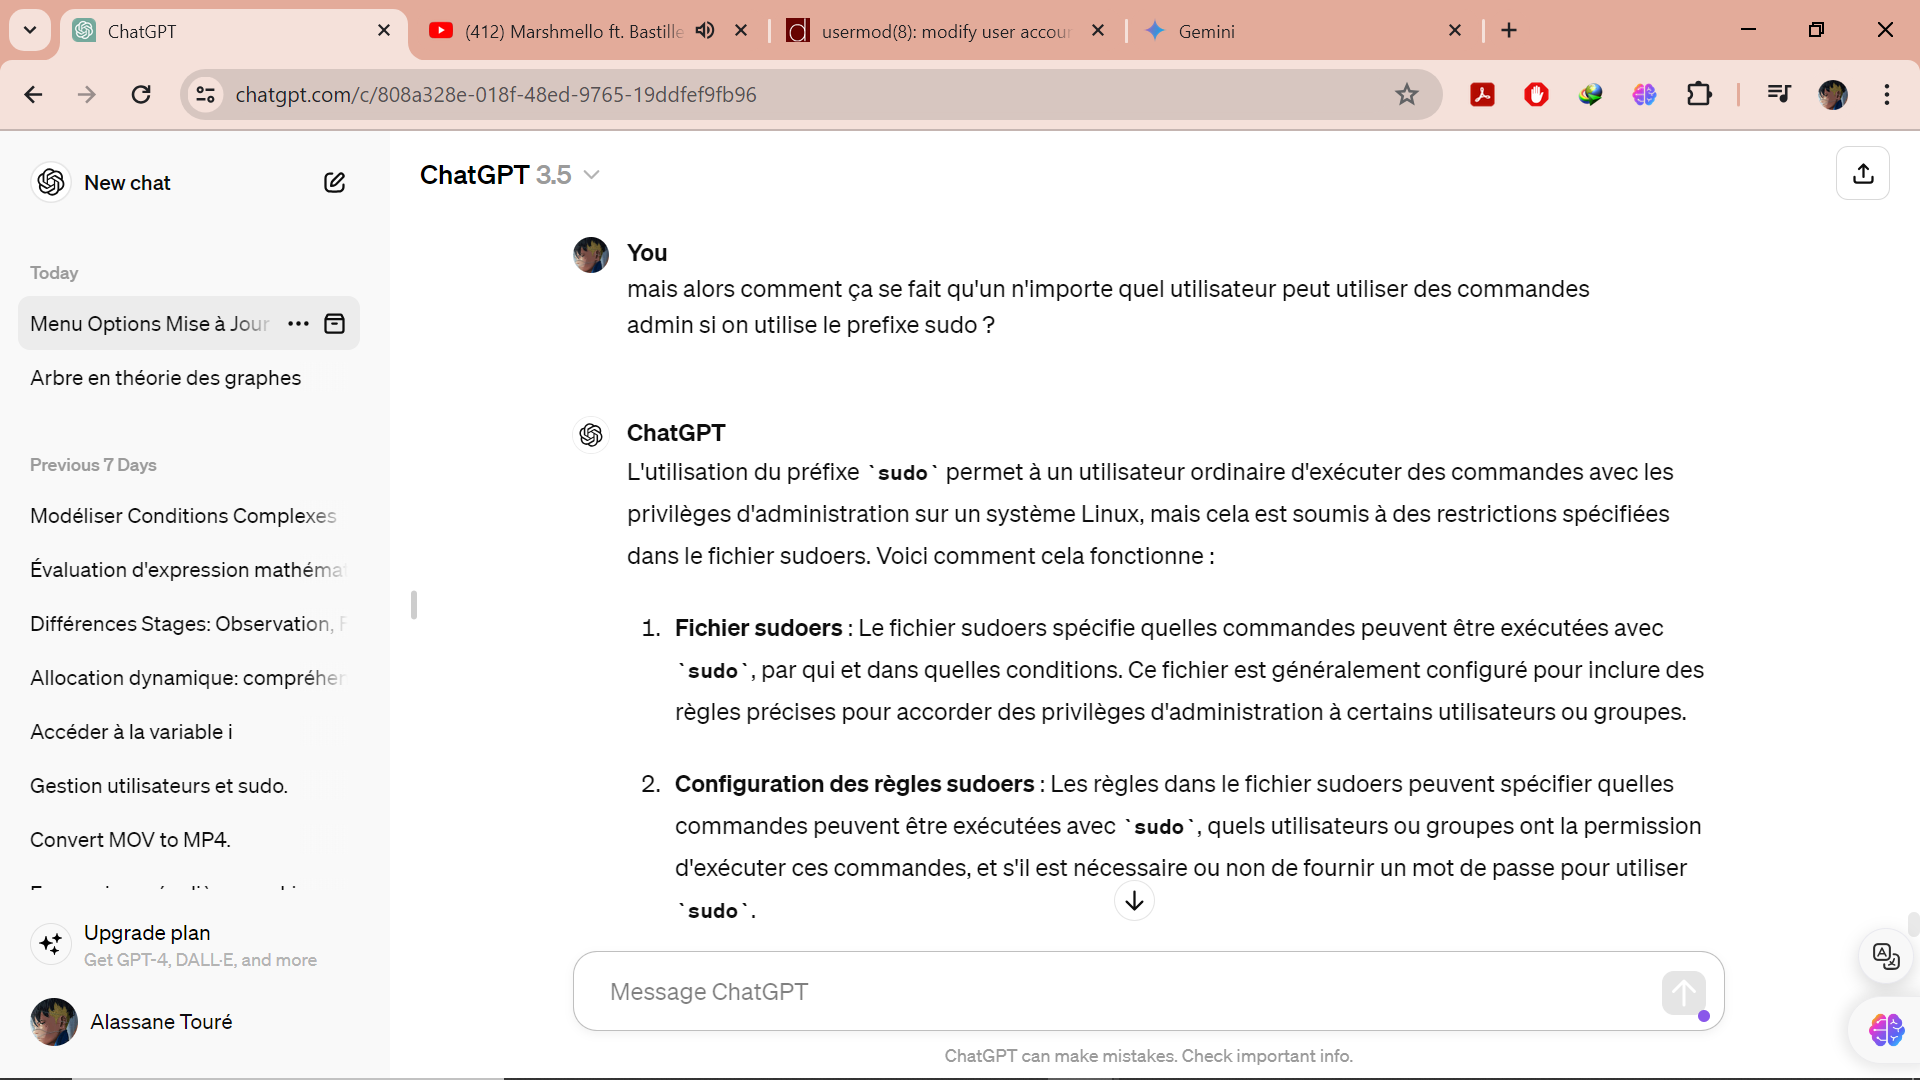 ChatGPT
(412) Marshmello ft. Bastille
usermod(8): modify user accour
Gemini
chatgpt.com/c/808a328e-018f-48ed-9765-19ddfef9fb96
New chat
ChatGPT 3.5
Today
Menu Options Mise à Jour
Arbre en théorie des graphes
Previous 7 Days
Modéliser Conditions Complexes
Évaluation d'expression mathémat
Différences Stages: Observation, F
Allocation dynamique: compréhen
Accéder à la variable i
Gestion utilisateurs et sudo.
Convert MOV to MP4.
Upgrade plan
Get GPT-4, DALL·E, and more
Alassane Touré
You
mais alors comment ça se fait qu'un n'importe quel utilisateur peut utiliser des commandes
admin si on utilise le prefixe sudo ?
ChatGPT
L'utilisation du préfixe `sudo` permet à un utilisateur ordinaire d'exécuter des commandes avec les
privilèges d'administration sur un système Linux, mais cela est soumis à des restrictions spécifiées
dans le fichier sudoers. Voici comment cela fonctionne :
1. Fichier sudoers : Le fichier sudoers spécifie quelles commandes peuvent être exécutées avec
`sudo`, par qui et dans quelles conditions. Ce fichier est généralement configuré pour inclure des
règles précises pour accorder des privilèges d'administration à certains utilisateurs ou groupes.
2. Configuration des règles sudoers : Les règles dans le fichier sudoers peuvent spécifier quelles
commandes peuvent être exécutées avec `sudo`, quels utilisateurs ou groupes ont la permission
d'exécuter ces commandes, et s'il est nécessaire ou non de fournir un mot de passe pour utiliser
`sudo`.
Message ChatGPT
ChatGPT can make mistakes. Check important info.